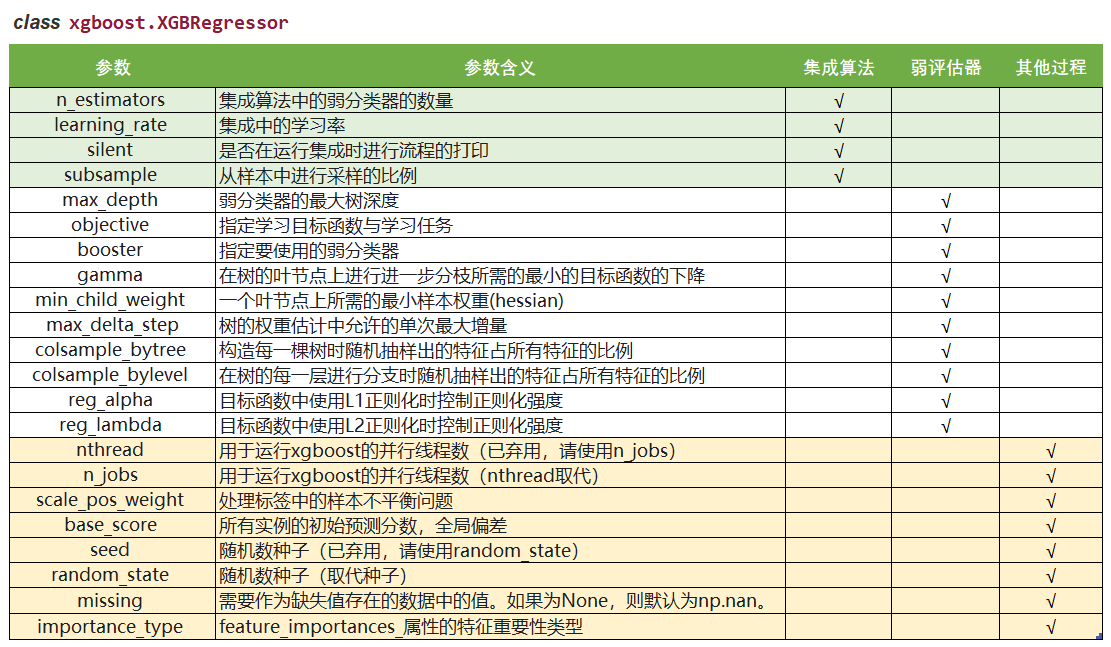 class xgboost.XGBRegressor
参数 参数含义 集成算法 弱评估器 其他过程
n_estimators 集成算法中的弱分类器的数量 √
learning_rate 集成中的学习率 √
silent 是否在运行集成时进行流程的打印 √
subsample 从样本中进行采样的比例 √
max_depth 弱分类器的最大树深度 √
objective 指定学习目标函数与学习任务 √
booster 指定要使用的弱分类器 √
gamma 在树的叶节点上进行进一步分枝所需的最小的目标函数的下降 √
min_child_weight 一个叶节点上所需的最小样本权重(hessian) √
max_delta_step 树的权重估计中允许的单次最大增量 √
colsample_bytree 构造每一棵树时随机抽样出的特征占所有特征的比例 √
colsample_bylevel 在树的每一层进行分支时随机抽样出的特征占所有特征的比例 √
reg_alpha 目标函数中使用L1正则化时控制正则化强度 √
reg_lambda 目标函数中使用L2正则化时控制正则化强度 √
nthread 用于运行xgboost的并行线程数（已弃用，请使用n_jobs） √
n_jobs 用于运行xgboost的并行线程数（nthread取代） √
scale_pos_weight 处理标签中的样本不平衡问题 √
base_score 所有实例的初始预测分数，全局偏差 √
seed 随机数种子（已弃用，请使用random_state） √
random_state 随机数种子（取代种子） √
missing 需要作为缺失值存在的数据中的值。如果为None，则默认为np.nan。 √
importance_type feature_importances_属性的特征重要性类型 √